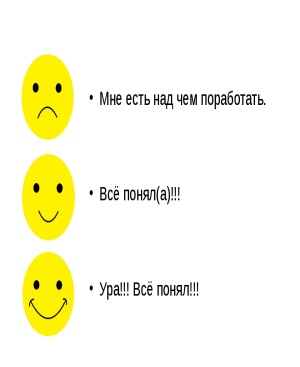 • Мне есть над чем поработать.
• Всё понял(а)!!!
• Ура!!! Всё понял!!!